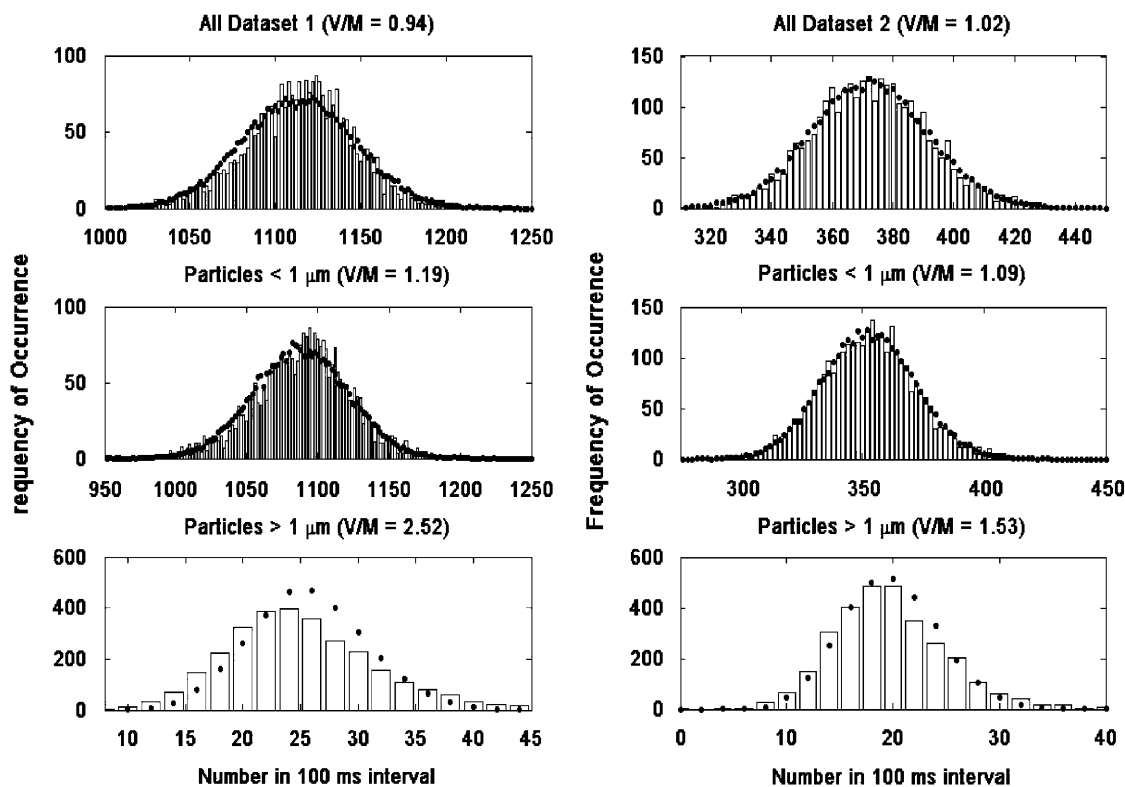 All Dataset 1 (V/M = 0.94)
100
50
0
1000 1050 1100 1150 1200 1250
Particles < 1 µm (V/M = 1.19)
100
50
0
950 1000 1050 1100 1150 1200 1250
Particles > 1 µm (V/M = 2.52)
600
400
200
0
10 15 20 25 30 35 40 45
Number in 100 ms interval
requency of Occurrence
All Dataset 2 (V/M = 1.02)
150
100
50
0
320 340 360 380 400 420 440
Particles < 1 µm (V/M = 1.09)
150
100
50
0
300 350 400 450
Particles > 1 µm (V/M = 1.53)
600
400
200
0
0 10 20 30 40
Number in 100 ms interval
Frequency of Occurrence